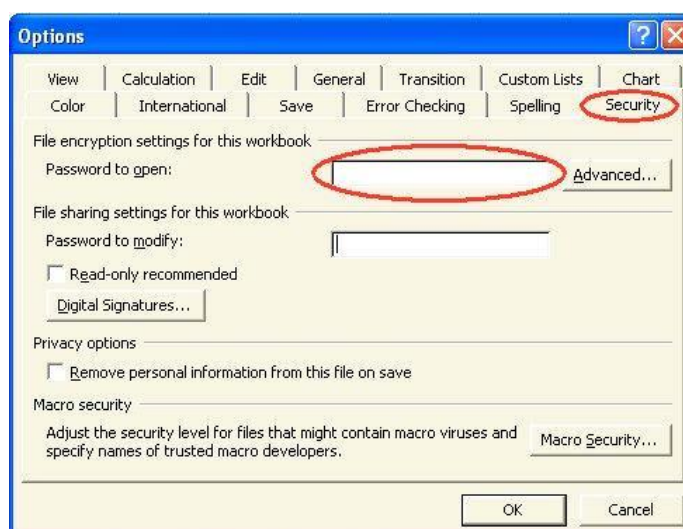 Options
View Calculation Edit General Transition Custom Lists Chart
Color International Save Error Checking Spelling Security
File encryption settings for this workbook
Password to open: Advanced...
File sharing settings for this workbook
Password to modify:
Read-only recommended
Digital Signatures...
Privacy options
Remove personal information from this file on save
Macro security
Adjust the security level for files that might contain macro viruses and
specify names of trusted macro developers.
Macro Security...
OK Cancel